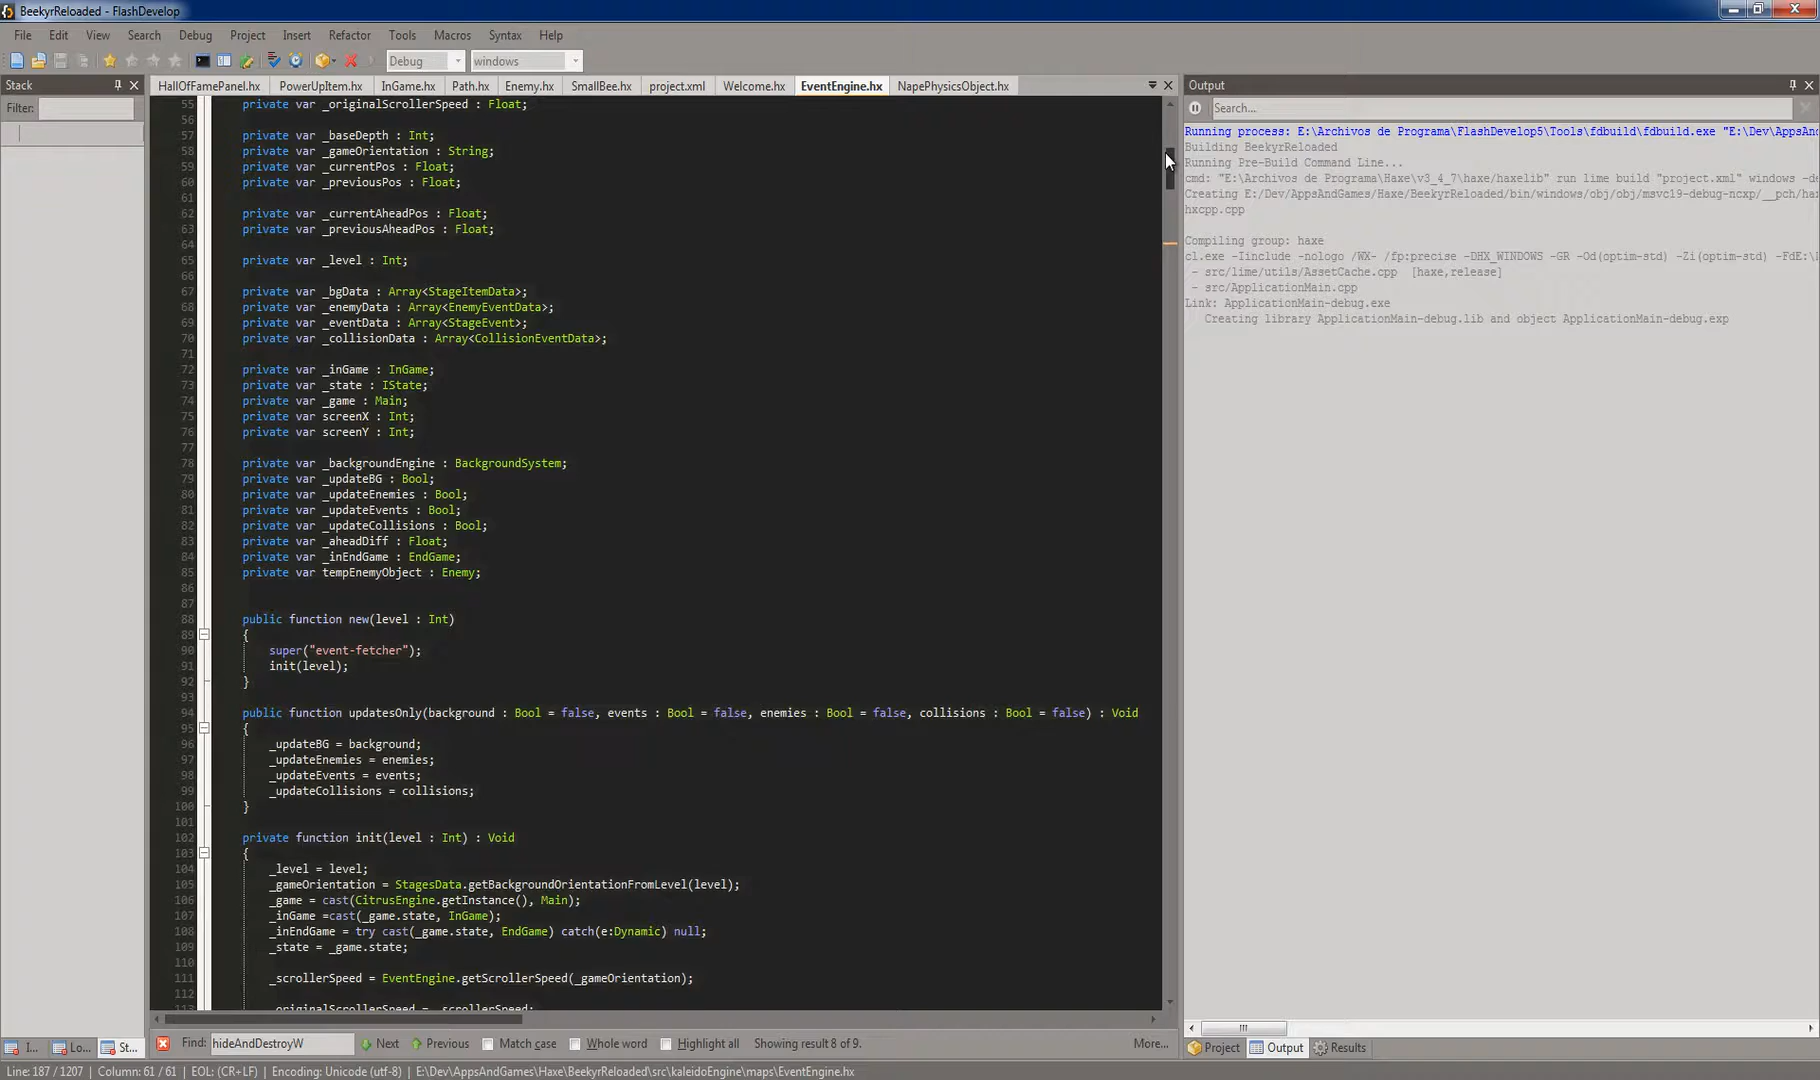 BeekyrReloaded - FlashDevelop
File Edit View Search Debug Project Insert Refactor Tools Macros Syntax Help
Debug windows
Stack
Filter:
HallOfFamePanel.hx PowerUpItem.hx InGame.hx Path.hx Enemy.hx SmallBee.hx project.xml Welcome.hx EventEngine.hx NapePhysicsObject.hx
55 private var _originalScrollerSpeed : Float;
56
57 private var _baseDepth : Int;
58 private var _gameOrientation : String;
59 private var _currentPos : Float;
60 private var _previousPos : Float;
61
62 private var _currentAheadPos : Float;
63 private var _previousAheadPos : Float;
64
65 private var _level : Int;
66
67 private var _bgData : Array<StageItemData>;
68 private var _enemyData : Array<EnemyEventData>;
69 private var _eventData : Array<StageEvent>;
70 private var _collisionData : Array<CollisionEventData>;
71
72 private var _inGame : InGame;
73 private var _state : IState;
74 private var _game : Main;
75 private var screenX : Int;
76 private var screenY : Int;
77
78 private var _backgroundEngine : BackgroundSystem;
79 private var _updateBG : Bool;
80 private var _updateEnemies : Bool;
81 private var _updateEvents : Bool;
82 private var _updateCollisions : Bool;
83 private var _aheadDiff : Float;
84 private var _inEndGame : EndGame;
85 private var tempEnemyObject : Enemy;
86
87
88 public function new(level : Int)
89 {
90 super("event-fetcher");
91 init(level);
92 }
93
94 public function updatesOnly(background : Bool = false, events : Bool = false, enemies : Bool = false, collisions : Bool = false) : Void
95 {
96 _updateBG = background;
97 _updateEnemies = enemies;
98 _updateEvents = events;
99 _updateCollisions = collisions;
100 }
101
102 private function init(level : Int) : Void
103 {
104 _level = level;
105 _gameOrientation = StagesData.getBackgroundOrientationFromLevel(level);
106 _game = cast(CitrusEngine.getInstance(), Main);
107 _inGame =cast(_game.state, InGame);
108 _inEndGame = try cast(_game.state, EndGame) catch(e:Dynamic) null;
109 _state = _game.state;
110
111 _scrollerSpeed = EventEngine.getScrollerSpeed(_gameOrientation);
112
113 _originalScrollerSpeed = _scrollerSpeed;
Output
Search...
Running process: E:\Archivos de Programa\FlashDevelop5\Tools\fdbuild\fdbuild.exe "E:\Dev\AppsAnd
Building BeekyrReloaded
Running Pre-Build Command Line...
cmd: "E:\Archivos de Programa\Haxe\v3_4_7\haxe/haxelib" run lime build "project.xml" windows -de
Creating E:/Dev/AppsAndGames/Haxe/BeekyrReloaded/bin/windows/obj/obj/msvc19-debug-ncxp/__pch/hax
hxcpp.cpp
Compiling group: haxe
cl.exe -Iinclude -nologo /WX- /fp:precise -DHX_WINDOWS -GR -Od(optim-std) -Zi(optim-std) -FdE:\
- src/lime/utils/AssetCache.cpp [haxe,release]
- src/ApplicationMain.cpp
Link: ApplicationMain-debug.exe
Creating library ApplicationMain-debug.lib and object ApplicationMain-debug.exp
I... Lo... St...
Find: hideAndDestroyW Next Previous Match case Whole word Highlight all Showing result 8 of 9. More...
Project Output Results
Line: 187 / 1207 Column: 61 / 61 EOL: (CR+LF) Encoding: Unicode (utf-8) E:\Dev\AppsAndGames\Haxe\BeekyrReloaded\src\kaleidoEngine\maps\EventEngine.hx